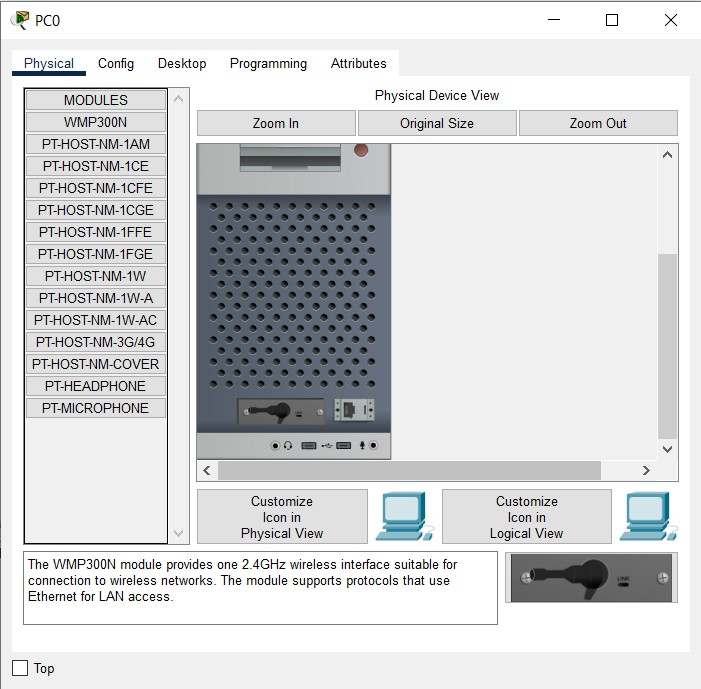 PC0
Physical Config Desktop Programming Attributes
MODULES
WMP300N
PT-HOST-NM-1AM
PT-HOST-NM-1CE
PT-HOST-NM-1CFE
PT-HOST-NM-1CGE
PT-HOST-NM-1FFE
PT-HOST-NM-1FGE
PT-HOST-NM-1W
PT-HOST-NM-1W-A
PT-HOST-NM-1W-AC
PT-HOST-NM-3G/4G
PT-HOST-NM-COVER
PT-HEADPHONE
PT-MICROPHONE
Physical Device View
Zoom In Original Size Zoom Out
Customize
Icon in
Physical View
Customize
Icon in
Logical View
The WMP300N module provides one 2.4GHz wireless interface suitable for
connection to wireless networks. The module supports protocols that use
Ethernet for LAN access.
LINK
Top